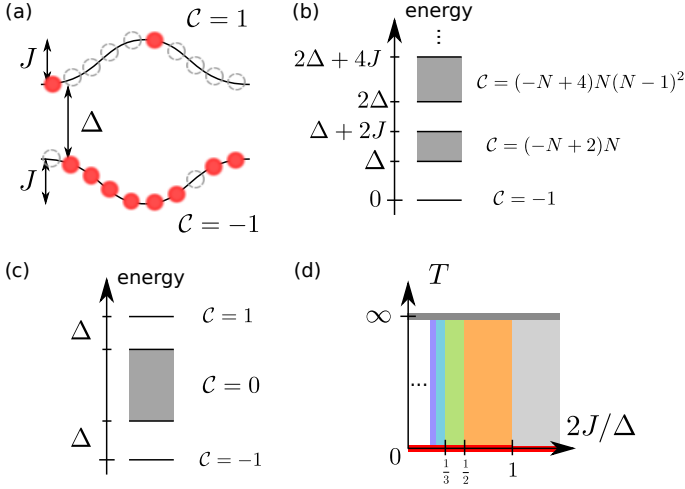 (a)
𝒞 = 1
J
Δ
J
𝒞 = −1
(b)
energy
⋮
2Δ + 4J
𝒞 = (−N + 4)N(N − 1)²
2Δ
Δ + 2J
𝒞 = (−N + 2)N
Δ
0
𝒞 = −1
(c)
energy
𝒞 = 1
Δ
𝒞 = 0
Δ
𝒞 = −1
(d)
T
∞
...
2J/Δ
0
1/3
1/2
1